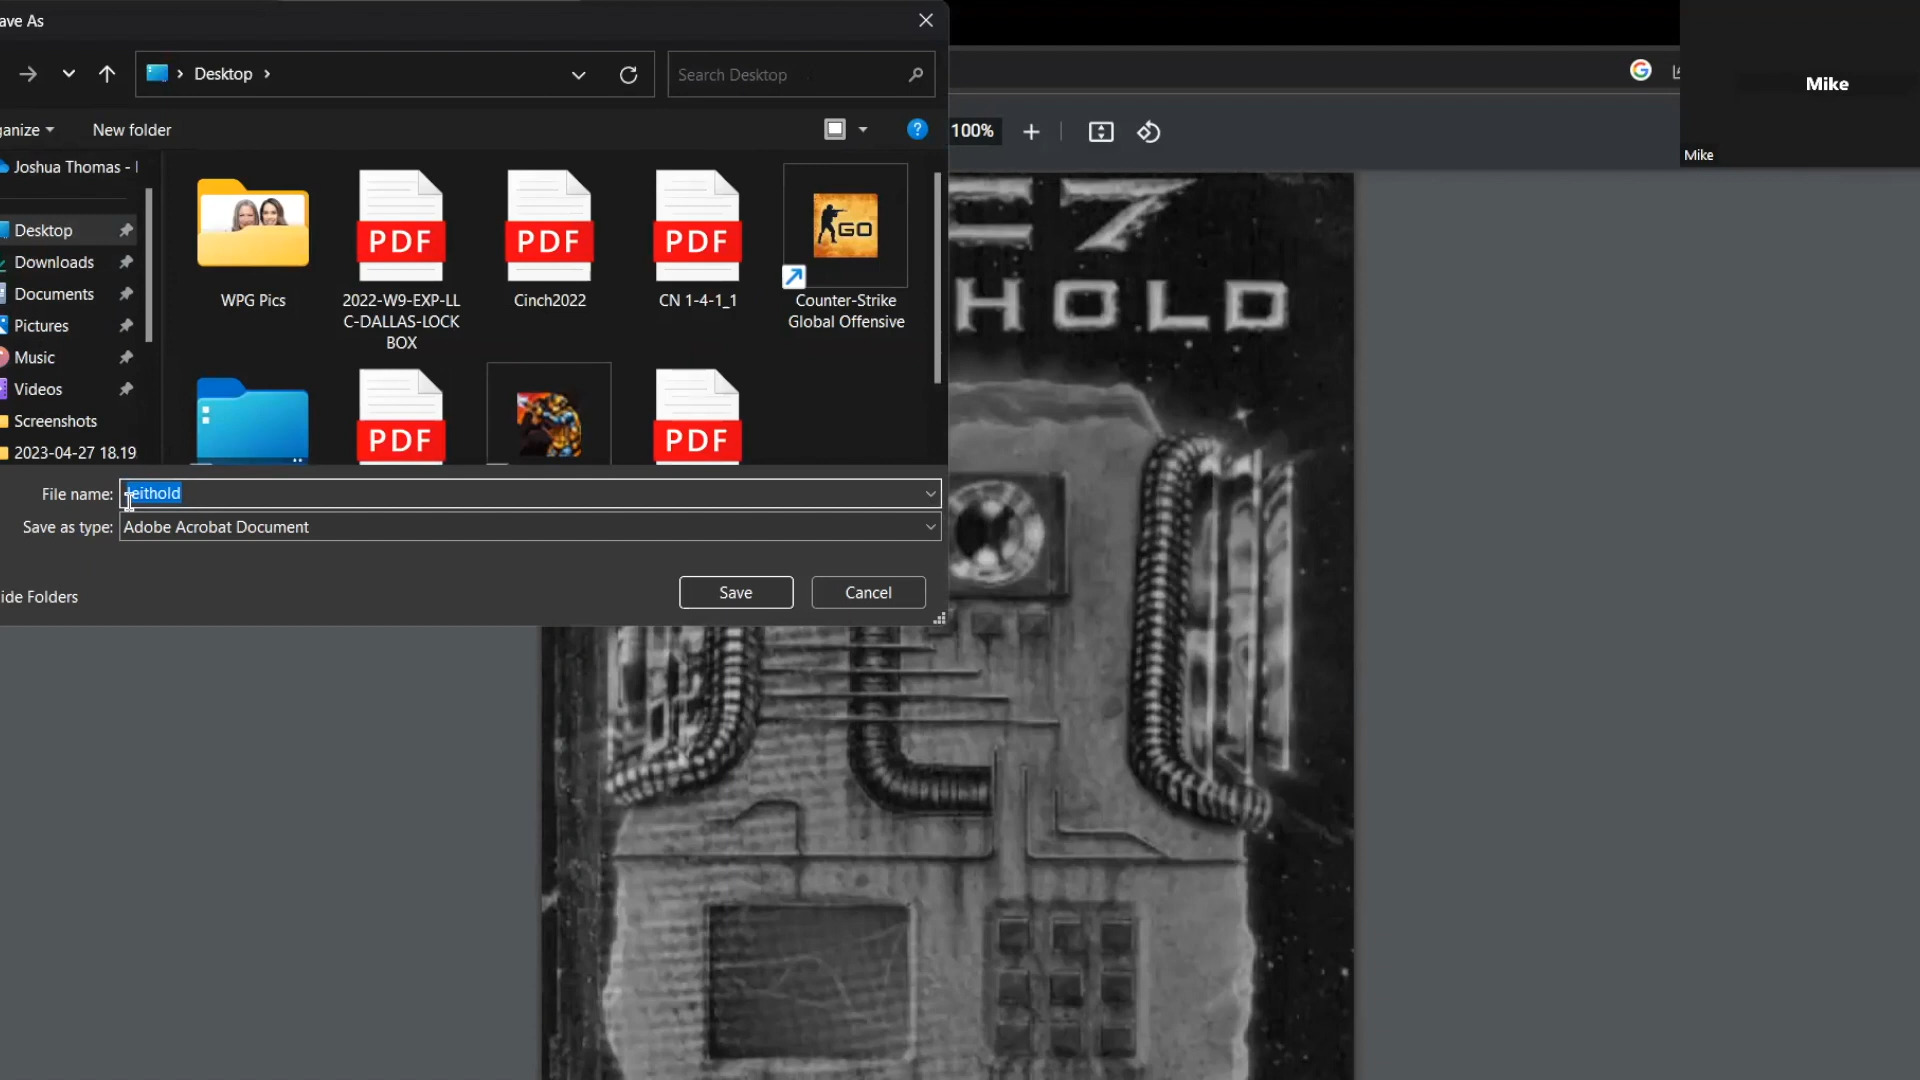 ave As
Desktop
Search Desktop
100%
Mike
Mike
ganize
New folder
?
Joshua Thomas -
Desktop
Downloads
Documents
Pictures
Music
Videos
Screenshots
2023-04-27 18.19
WPG Pics
PDF
2022-W9-EXP-LL
C-DALLAS-LOCK
BOX
PDF
Cinch2022
PDF
CN 1-4-1_1
GO
Counter-Strike
Global Offensive
PDF
PDF
EZ
HOLD
File name:
leithold
Save as type:
Adobe Acrobat Document
ide Folders
Save
Cancel